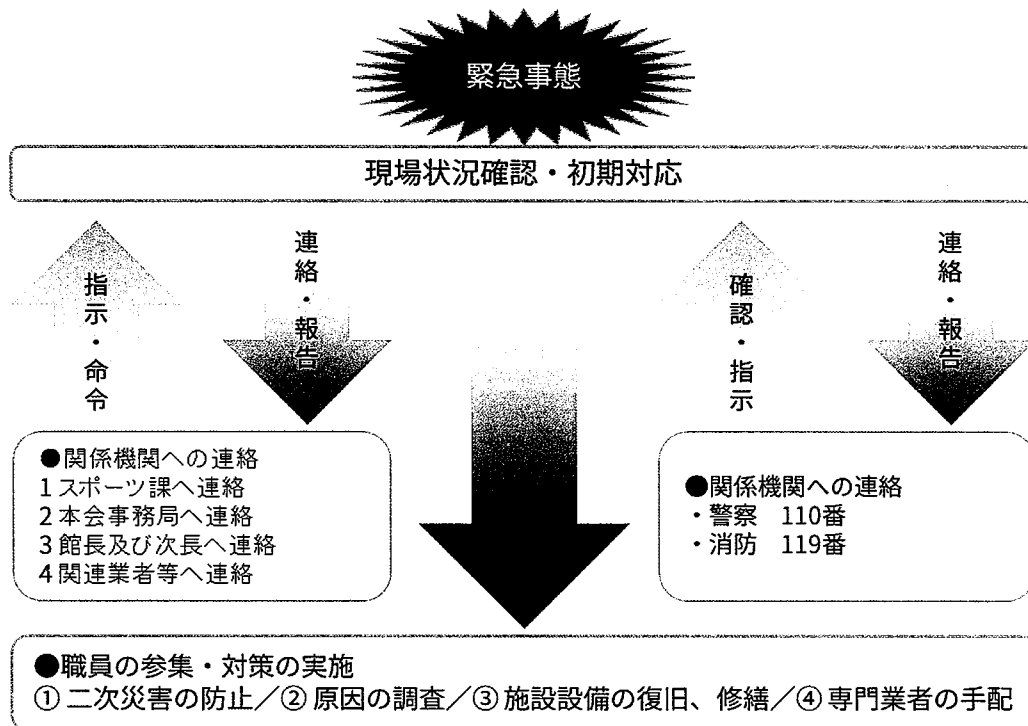 緊急事態
現場状況確認・初期対応
指示・命令
連絡・報告
確認・指示
連絡・報告
●関係機関への連絡
1 スポーツ課へ連絡
2 本会事務局へ連絡
3 館長及び次長へ連絡
4 関連業者等へ連絡
●関係機関への連絡
・警察　110番
・消防　119番
●職員の参集・対策の実施
① 二次災害の防止／② 原因の調査／③ 施設設備の復旧、修繕／④ 専門業者の手配